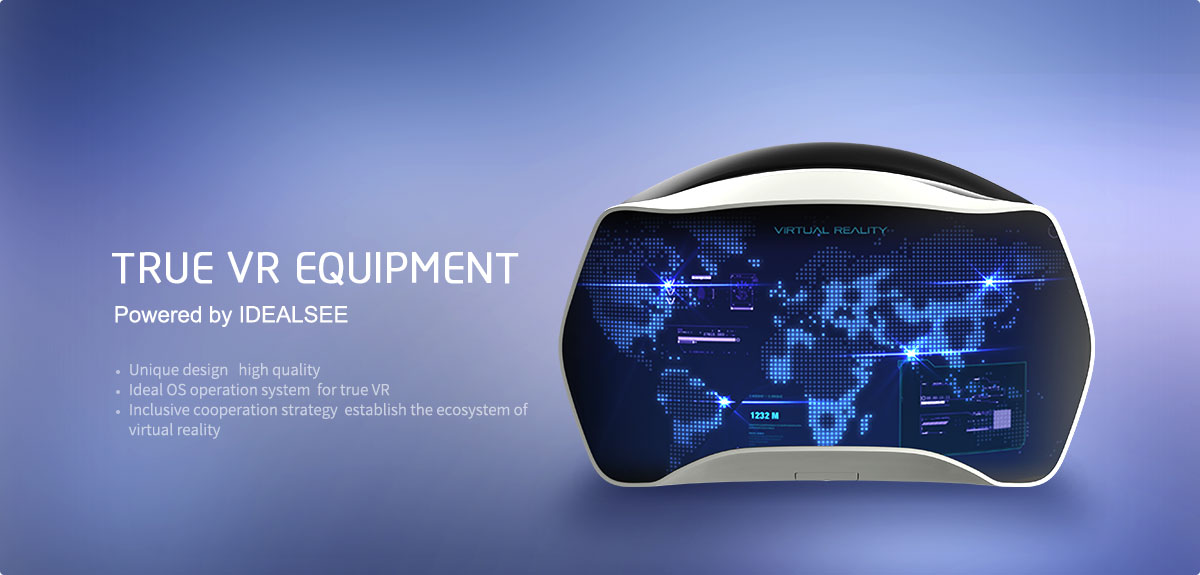 TRUE VR EQUIPMENT
Powered by IDEALSEE
• Unique design high quality
• Ideal OS operation system for true VR
• Inclusive cooperation strategy establish the ecosystem of
virtual reality
VIRTUAL REALITY
1232 M